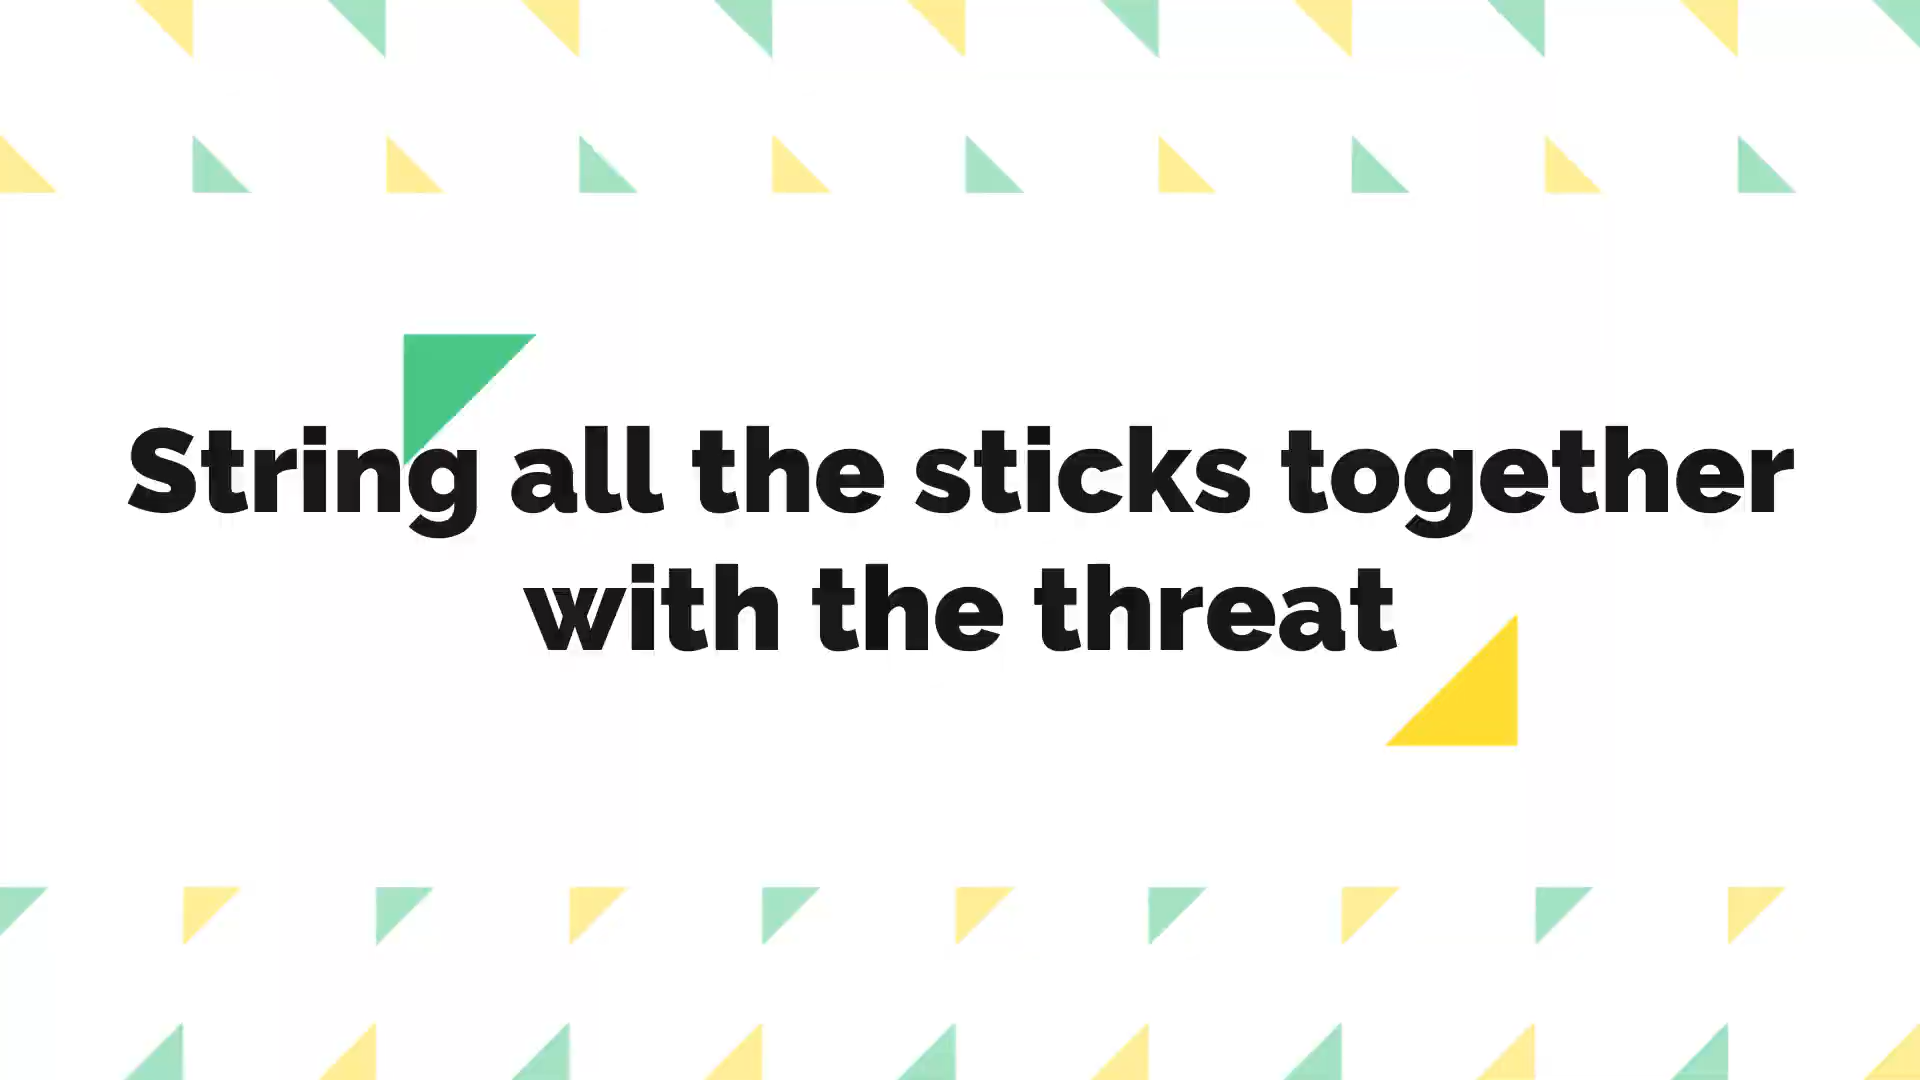 String all the sticks together
with the threat